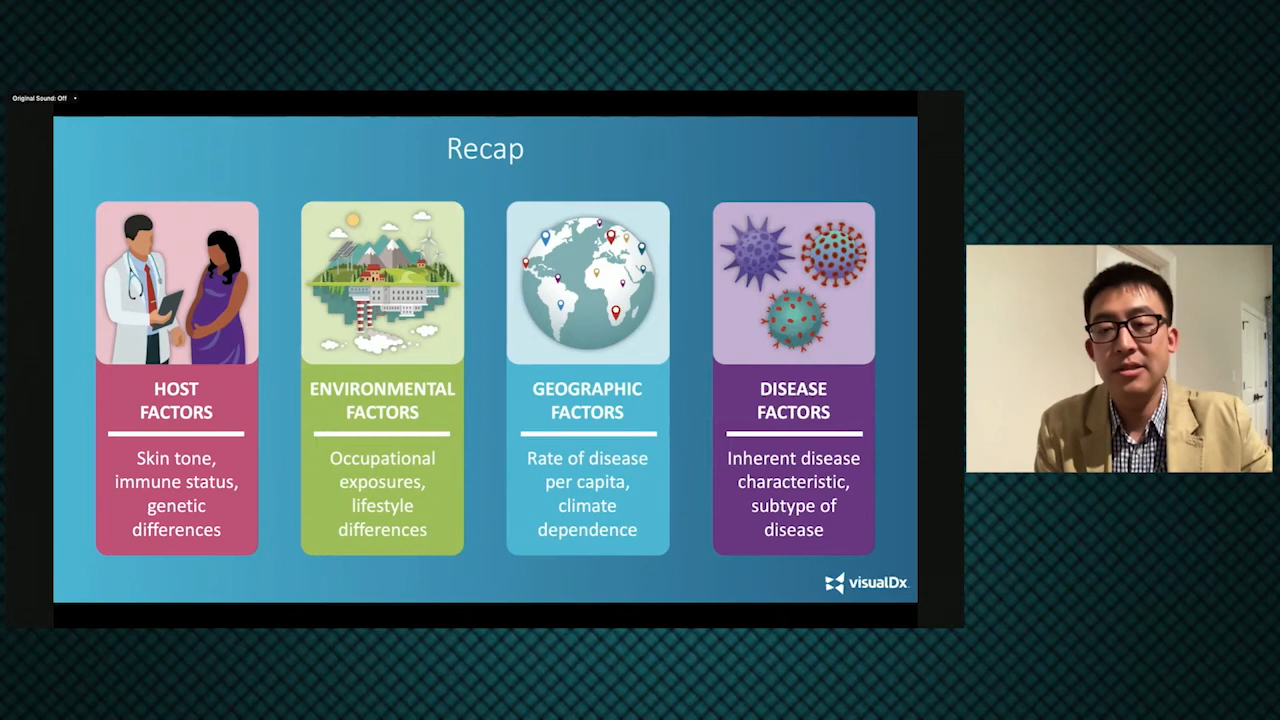 Original Sound: Off
Recap
HOST
FACTORS
Skin tone,
immune status,
genetic
differences
ENVIRONMENTAL
FACTORS
Occupational
exposures,
lifestyle
differences
GEOGRAPHIC
FACTORS
Rate of disease
per capita,
climate
dependence
DISEASE
FACTORS
Inherent disease
characteristic,
subtype of
disease
visualDx